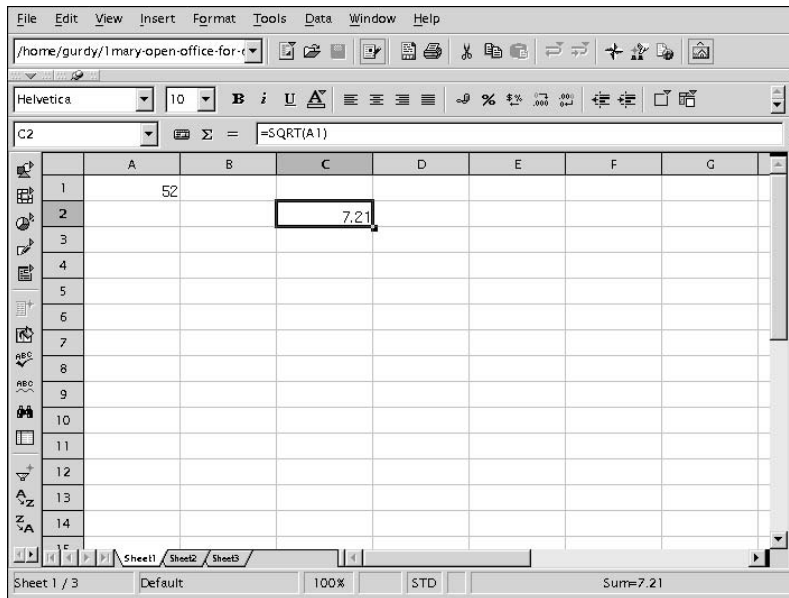 File Edit View Insert Format Tools Data Window Help
/home/gurdy/1mary-open-office-for-
Helvetica 10 B i U A
C2 Σ = =SQRT(A1)
A B C D E F G
1 52
2 7.21
3
4
5
6
7
8
9
10
11
12
13
14
15
Sheet1 Sheet2 Sheet3
Sheet 1 / 3 Default 100% STD Sum=7.21